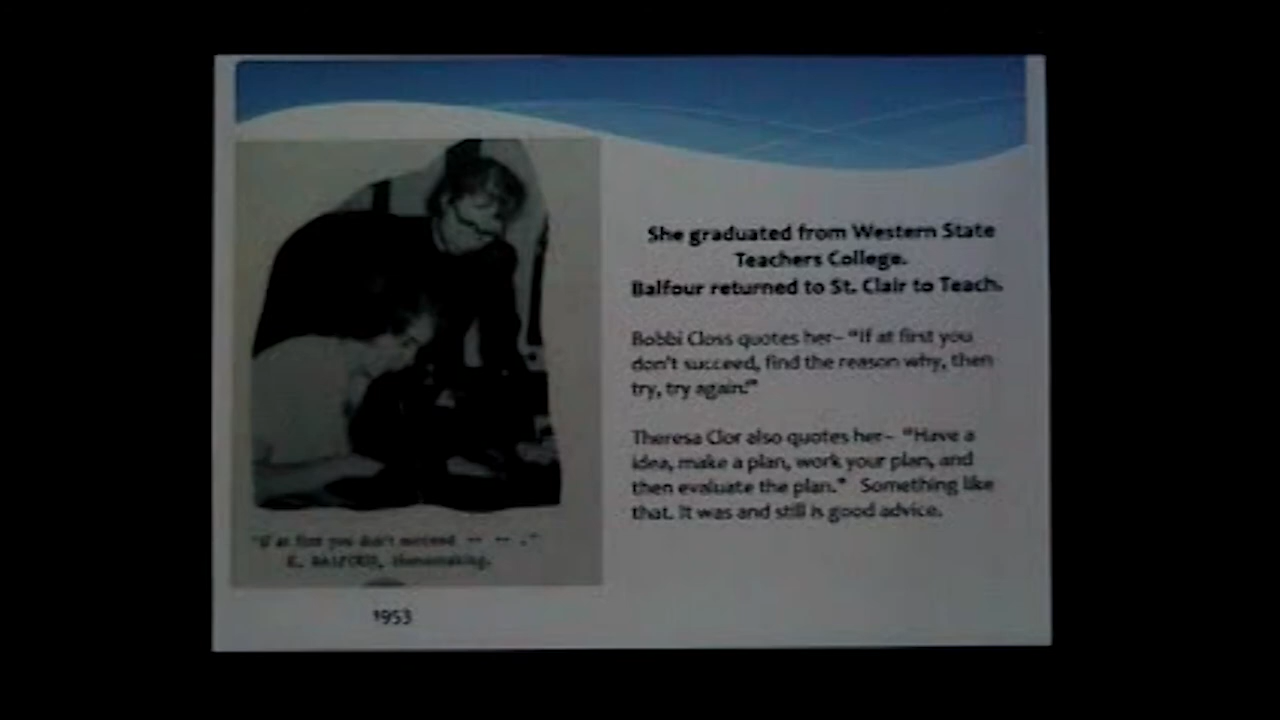 She graduated from Western State
Teachers College.
Balfour returned to St. Clair to Teach.
Bobbi Closs quotes her– "If at first you
don't succeed, find the reason why, then
try, try again."
Theresa Clor also quotes her– "Have a
idea, make a plan, work your plan, and
then evaluate the plan." Something like
that. It was and still is good advice.
"If at first you don't succeed -- -- ."
E. BALFOUR, Homemaking.
1953